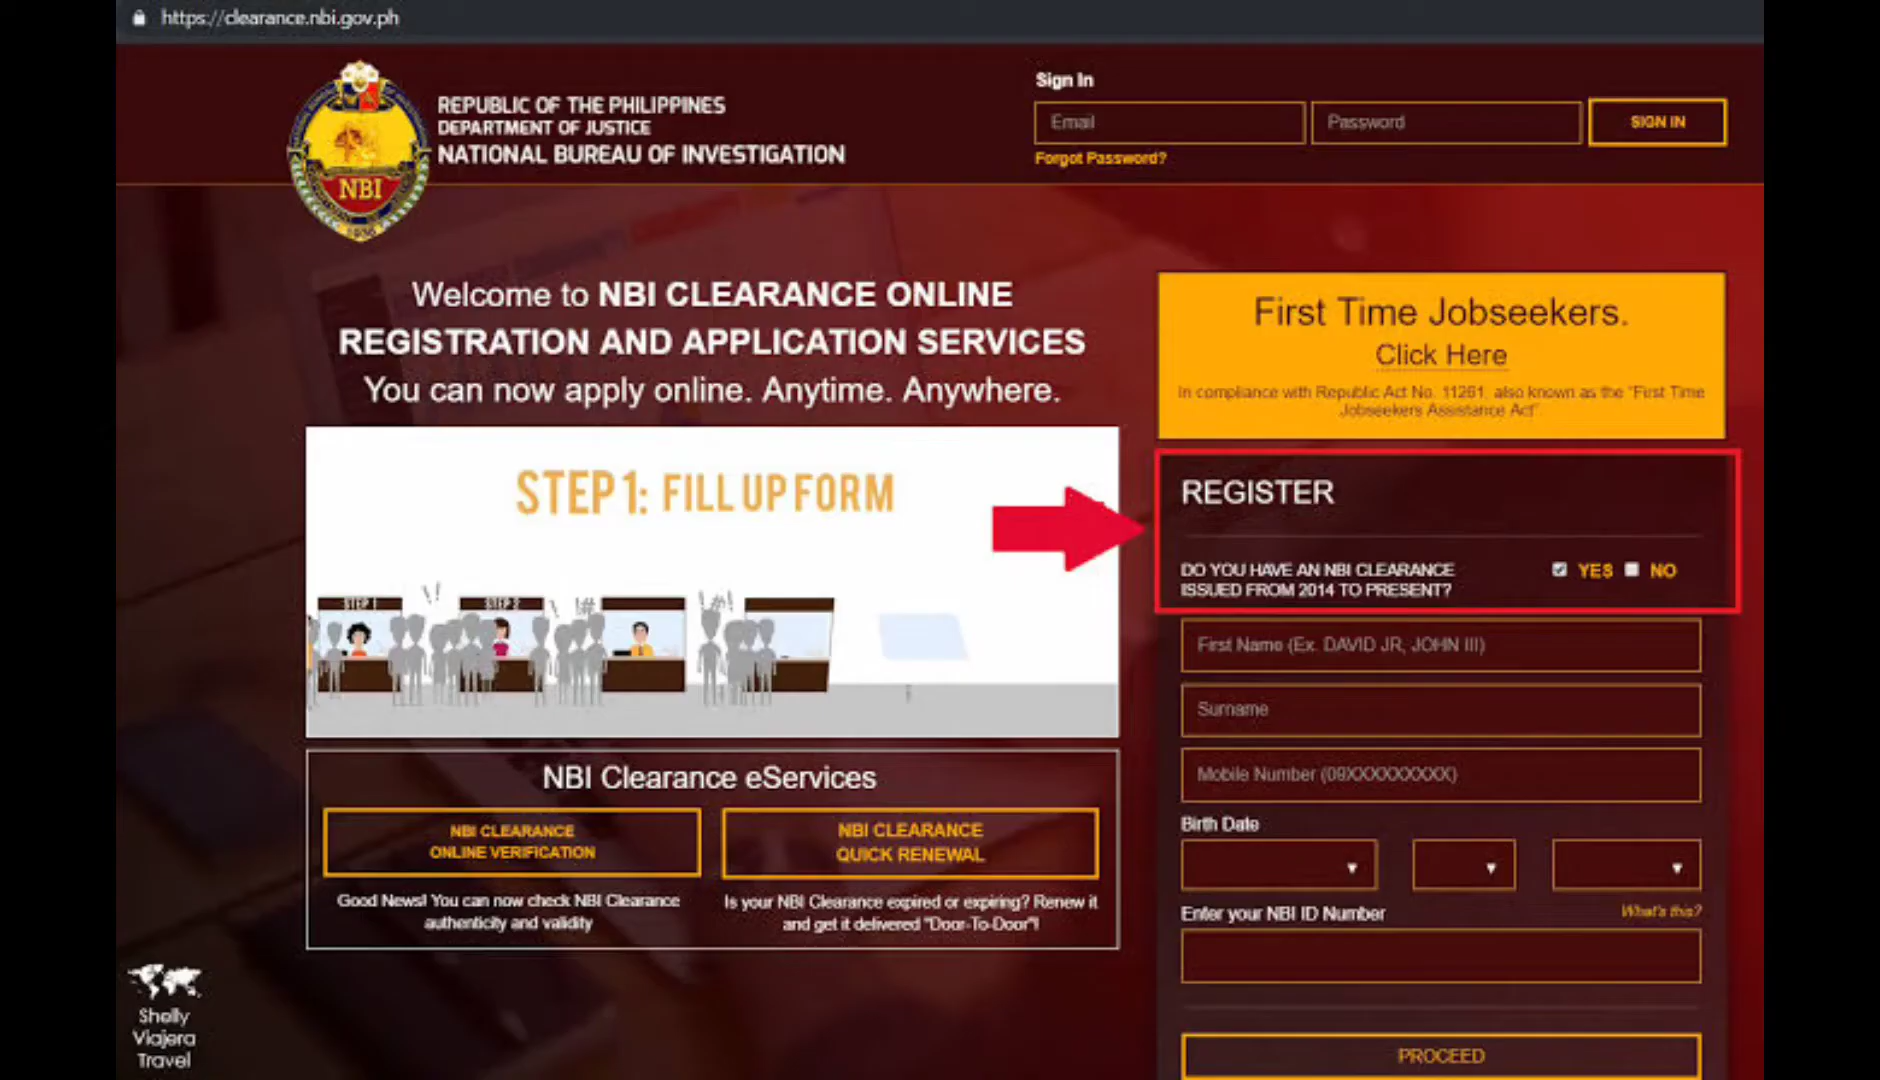 https://clearance.nbi.gov.ph
REPUBLIC OF THE PHILIPPINES
DEPARTMENT OF JUSTICE
NATIONAL BUREAU OF INVESTIGATION
NBI
1936
Sign In
Email
Password
SIGN IN
Forgot Password?
Welcome to NBI CLEARANCE ONLINE
REGISTRATION AND APPLICATION SERVICES
You can now apply online. Anytime. Anywhere.
STEP 1: FILL UP FORM
STEP 1
STEP 2
NBI Clearance eServices
NBI CLEARANCE
ONLINE VERIFICATION
Good News! You can now check NBI Clearance
authenticity and validity
NBI CLEARANCE
QUICK RENEWAL
Is your NBI Clearance expired or expiring? Renew it
and get it delivered "Door-To-Door"!
First Time Jobseekers.
Click Here
In compliance with Republic Act No. 11261, also known as the "First Time
Jobseekers Assistance Act"
REGISTER
DO YOU HAVE AN NBI CLEARANCE
ISSUED FROM 2014 TO PRESENT?
YES NO
First Name (Ex. DAVID JR, JOHN III)
Surname
Mobile Number (09XXXXXXXXX)
Birth Date
Enter your NBI ID Number
What's this?
PROCEED
Shelly
Viajera
Travel